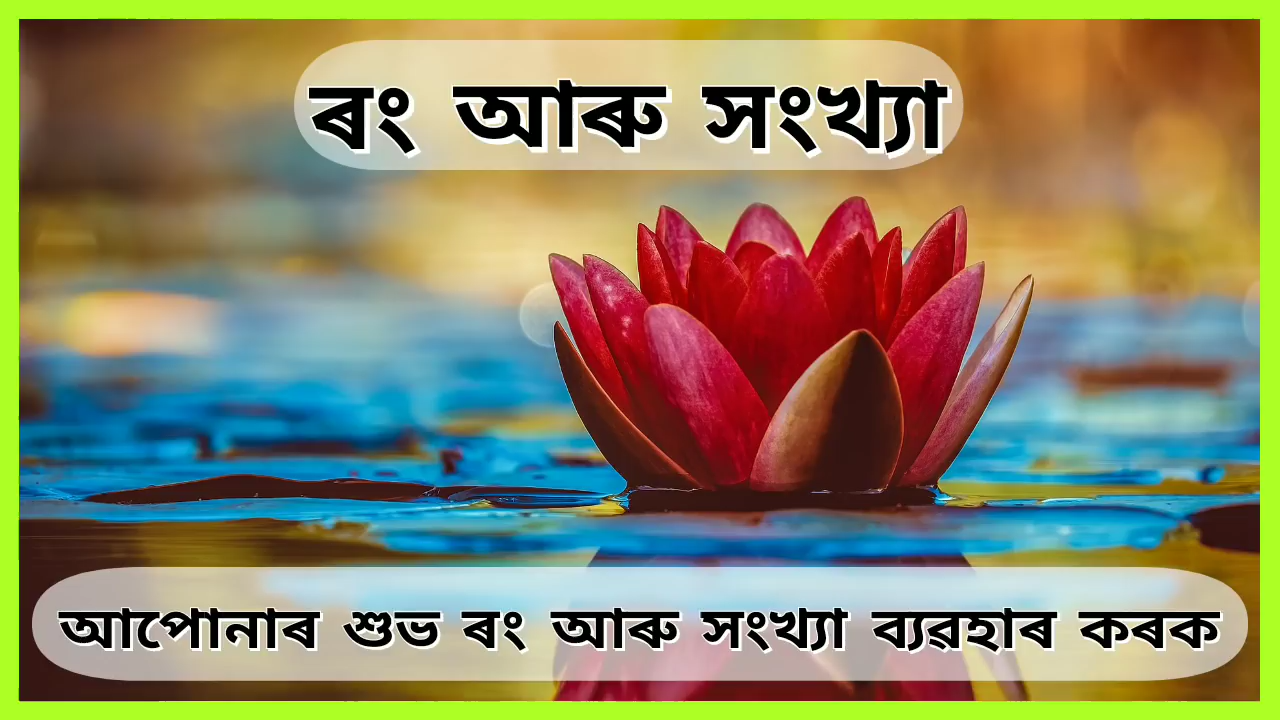 ৰং আৰু সংখ্যা
আপোনাৰ শুভ ৰং আৰু সংখ্যা ব্যৱহাৰ কৰক